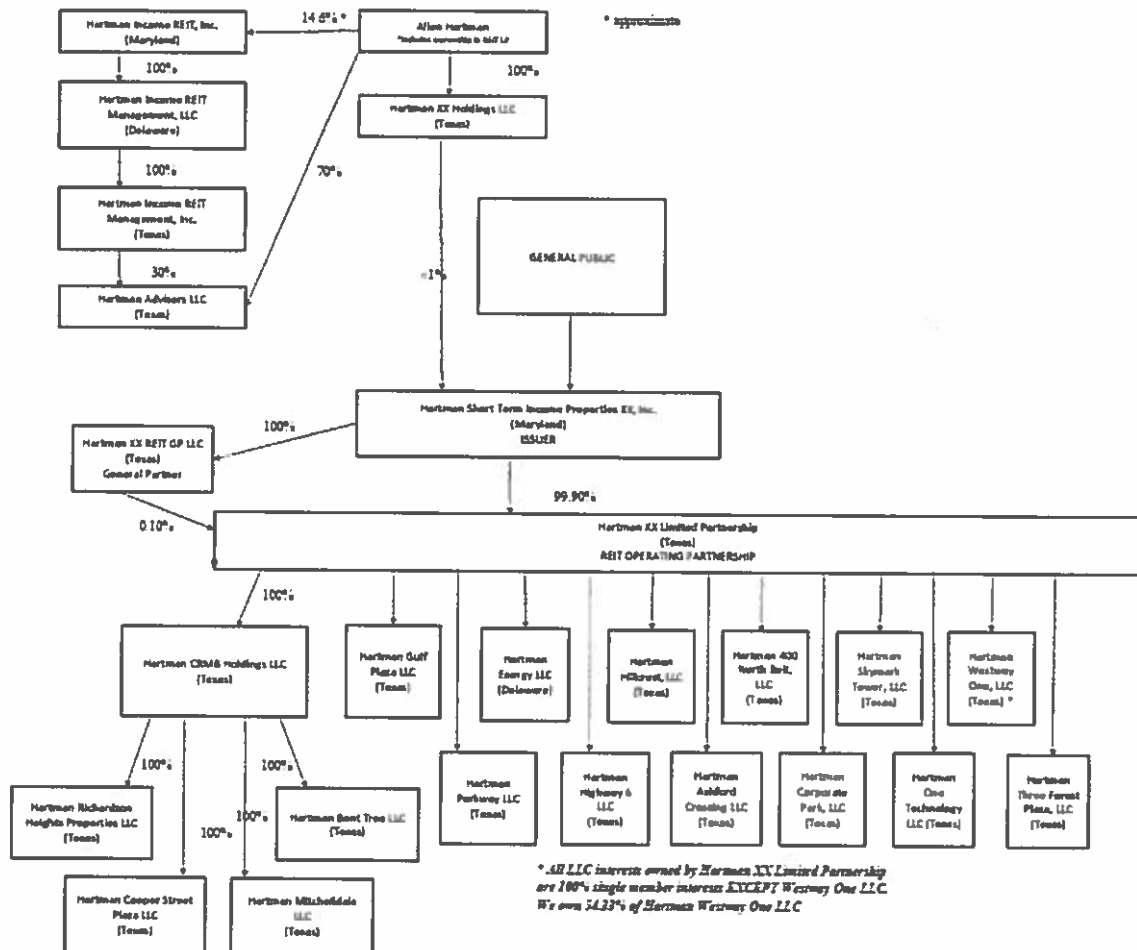 Hartman Income REIT, Inc.
(Maryland)
14.6% *
Allen Hartman
*Includes ownership in REIT LP
* approximate
100%
100%
Hartman Income REIT
Management, LLC
(Delaware)
Hartman XX Holdings LLC
(Texas)
100%
70%
Hartman Income REIT
Management, Inc.
(Texas)
GENERAL PUBLIC
30%
<1%
Hartman Advisors LLC
(Texas)
Hartman Short Term Income Properties XX, Inc.
(Maryland)
ISSUER
100%
Hartman XX REIT GP LLC
(Texas)
General Partner
99.90%
0.10%
Hartman XX Limited Partnership
(Texas)
REIT OPERATING PARTNERSHIP
100%
Hartman CRMB Holdings LLC
(Texas)
Hartman Gulf
Plaza LLC
(Texas)
Hartman
Energy LLC
(Delaware)
Hartman
Hillcrest, LLC
(Texas)
Hartman 400
North Belt,
LLC
(Texas)
Hartman
Skymark
Tower, LLC
(Texas)
Hartman
Westway
One, LLC
(Texas) *
100%
100%
100%
100%
Hartman Richardson
Heights Properties LLC
(Texas)
Hartman Bent Tree LLC
(Texas)
Hartman
Parkway LLC
(Texas)
Hartman
Highway 6
LLC
(Texas)
Hartman
Ashford
Crossing LLC
(Texas)
Hartman
Corporate
Park, LLC
(Texas)
Hartman
One
Technology
LLC (Texas)
Hartman
Three Forest
Plaza, LLC
(Texas)
Hartman Cooper Street
Plaza LLC
(Texas)
Hartman Mitchelldale
LLC
(Texas)
* All LLC interests owned by Hartman XX Limited Partnership
are 100% single member interests EXCEPT Westway One LLC.
We own 54.33% of Hartman Westway One LLC